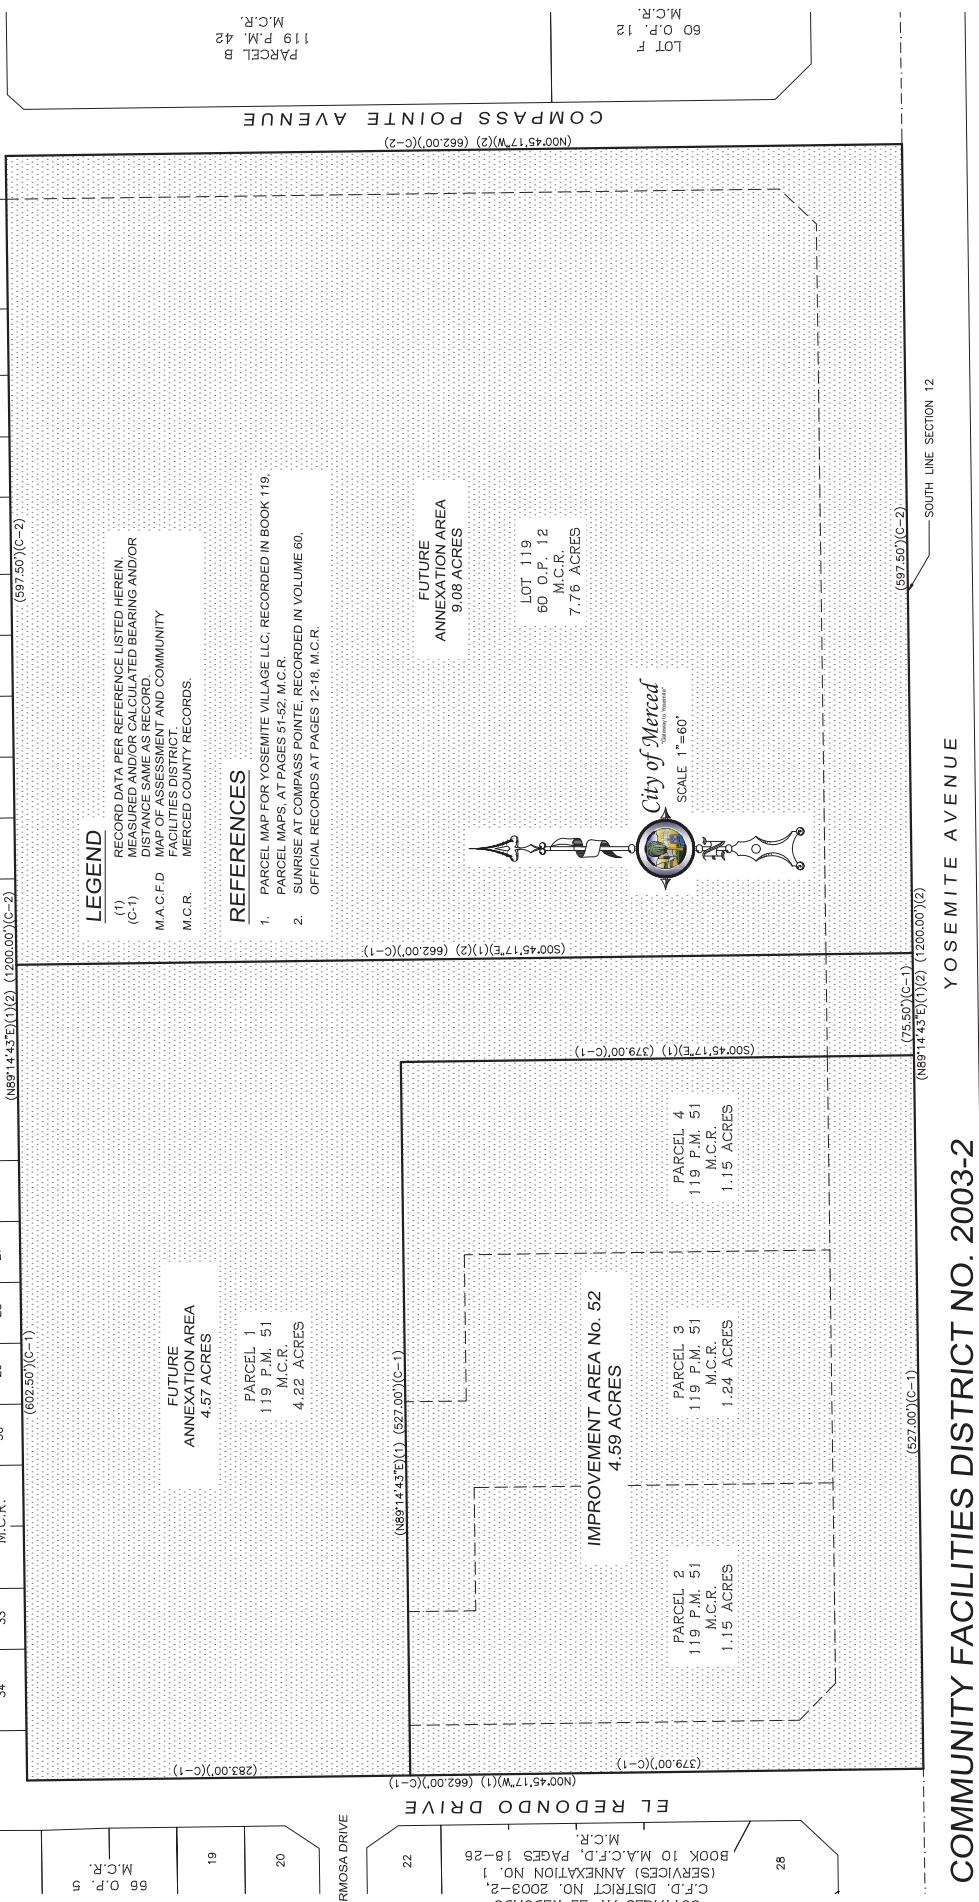 PARCEL B
119 P.M. 42
M.C.R.
LOT F
60 O.P. 12
M.C.R.
COMPASS POINTE AVENUE
(N00°45'17"W)(2) (662.00')(C-2)
(597.50')(C-2)
(N89°14'43"E)(1)(2) (1200.00')(C-2)
LEGEND
(1) RECORD DATA PER REFERENCE LISTED HEREIN.
(C-1) MEASURED AND/OR CALCULATED BEARING AND/OR
DISTANCE SAME AS RECORD.
M.A.C.F.D MAP OF ASSESSMENT AND COMMUNITY
FACILITIES DISTRICT.
M.C.R. MERCED COUNTY RECORDS.
REFERENCES
1. PARCEL MAP FOR YOSEMITE VILLAGE LLC, RECORDED IN BOOK 119,
PARCEL MAPS, AT PAGES 51-52, M.C.R.
2. SUNRISE AT COMPASS POINTE, RECORDED IN VOLUME 60,
OFFICIAL RECORDS AT PAGES 12-18, M.C.R.
FUTURE
ANNEXATION AREA
9.08 ACRES
LOT 119
60 O.P. 12
M.C.R.
7.76 ACRES
City of Merced
"Gateway to Yosemite"
SCALE 1"=60'
N
(597.50')(C-2)
SOUTH LINE SECTION 12
(S00°45'17"E)(1)(2) (662.00')(C-1)
(75.50')(C-1)
(N89°14'43"E)(1)(2) (1200.00')(2)
YOSEMITE AVENUE
(S00°45'17"E)(1) (379.00')(C-1)
(602.50')(C-1)
FUTURE
ANNEXATION AREA
4.57 ACRES
PARCEL 1
119 P.M. 51
M.C.R.
4.22 ACRES
(N89°14'43"E)(1) (527.00')(C-1)
IMPROVEMENT AREA No. 52
4.59 ACRES
PARCEL 2
119 P.M. 51
M.C.R.
1.15 ACRES
PARCEL 3
119 P.M. 51
M.C.R.
1.24 ACRES
PARCEL 4
119 P.M. 51
M.C.R.
1.15 ACRES
(527.00')(C-1)
(283.00')(C-1)
(N00°45'17"W)(1) (662.00')(C-1)
(379.00')(C-1)
EL REDONDO DRIVE
34
33
M.C.R.
66 O.P. 5
M.C.R.
19
20
RMOSA DRIVE
22
C.F.D. DISTRICT NO. 2003-2,
(SERVICES) ANNEXATION NO. 1
BOOK 10 M.A.C.F.D, PAGES 18-26
M.C.R.
28
COMMUNITY FACILITIES DISTRICT NO. 2003-2